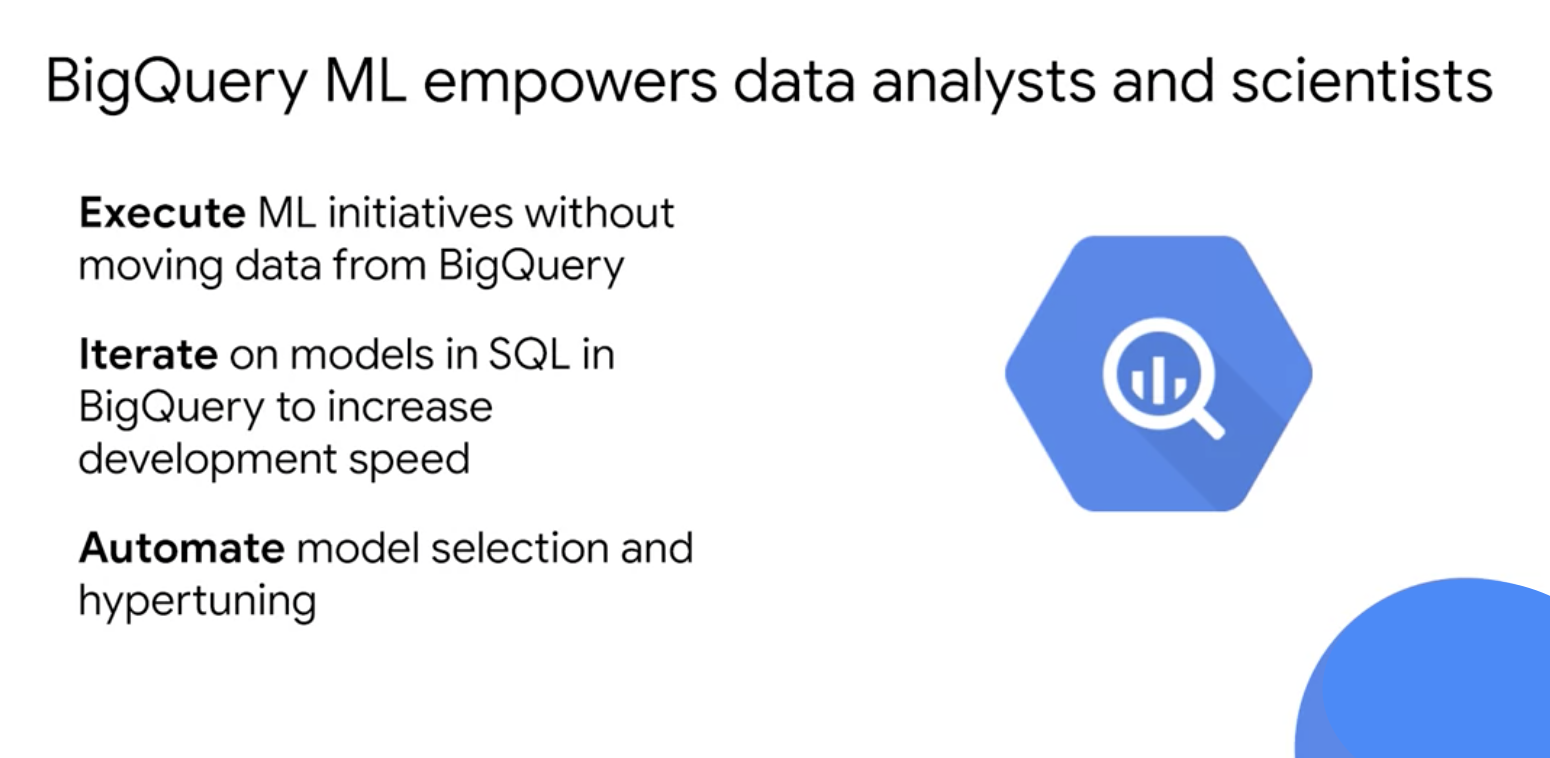 BigQuery ML empowers data analysts and scientists
Execute ML initiatives without
moving data from BigQuery
Iterate on models in SQL in
BigQuery to increase
development speed
Automate model selection and
hypertuning